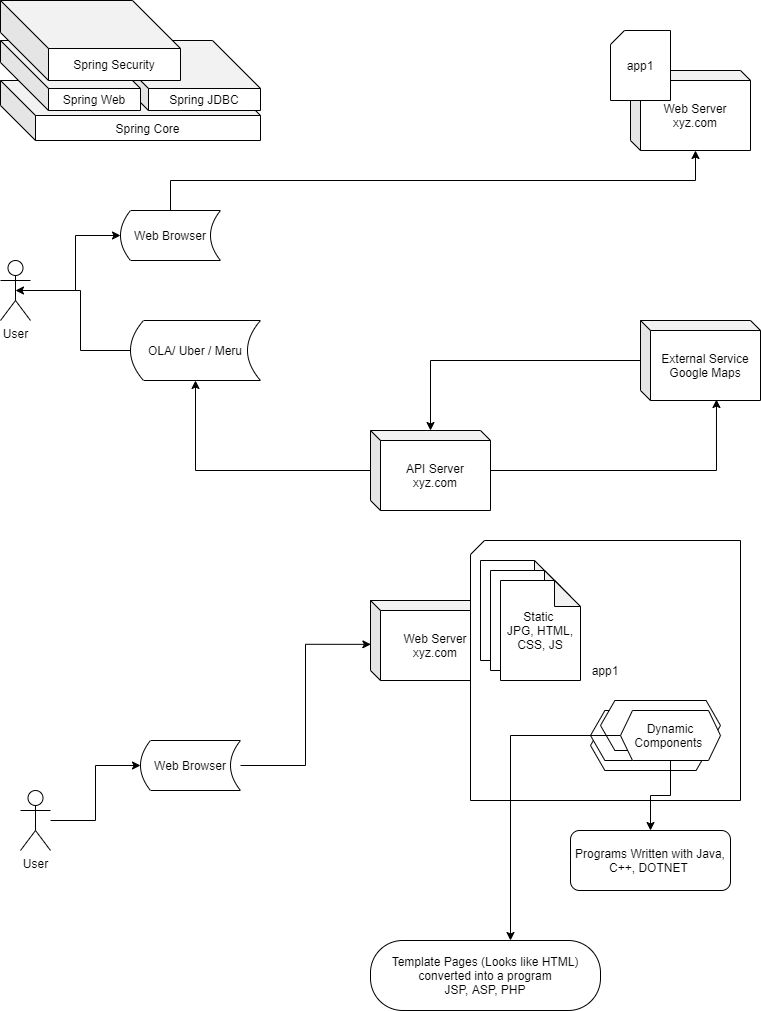 Spring Security
Spring Web
Spring JDBC
Spring Core
app1
Web Server
xyz.com
Web Browser
User
OLA/ Uber / Meru
External Service
Google Maps
API Server
xyz.com
Static
JPG, HTML,
CSS, JS
Web Server
xyz.com
app1
Dynamic
Components
Web Browser
User
Programs Written with Java,
C++, DOTNET
Template Pages (Looks like HTML)
converted into a program
JSP, ASP, PHP